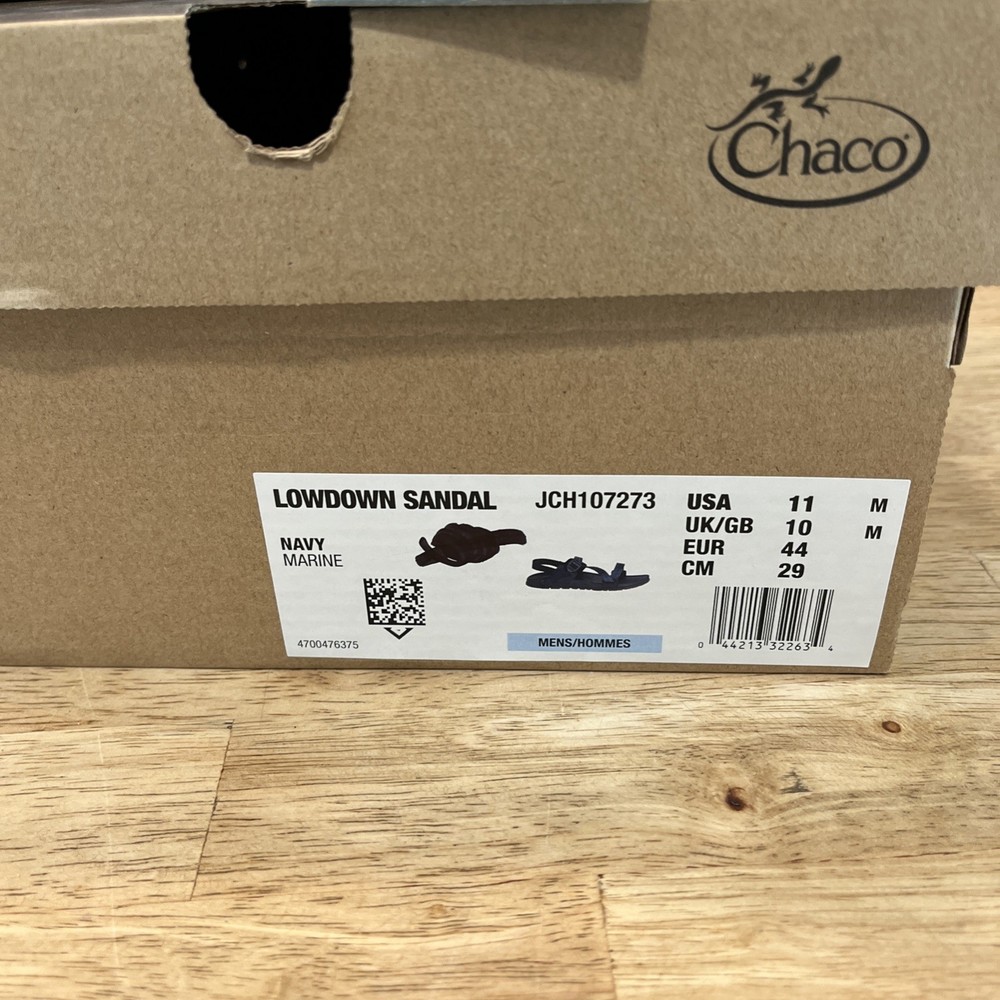 Chaco
LOWDOWN SANDAL JCH107273
NAVY
MARINE
4700476375
MENS/HOMMES
USA 11 M
UK/GB 10 M
EUR 44
CM 29
0 44213 32263 4